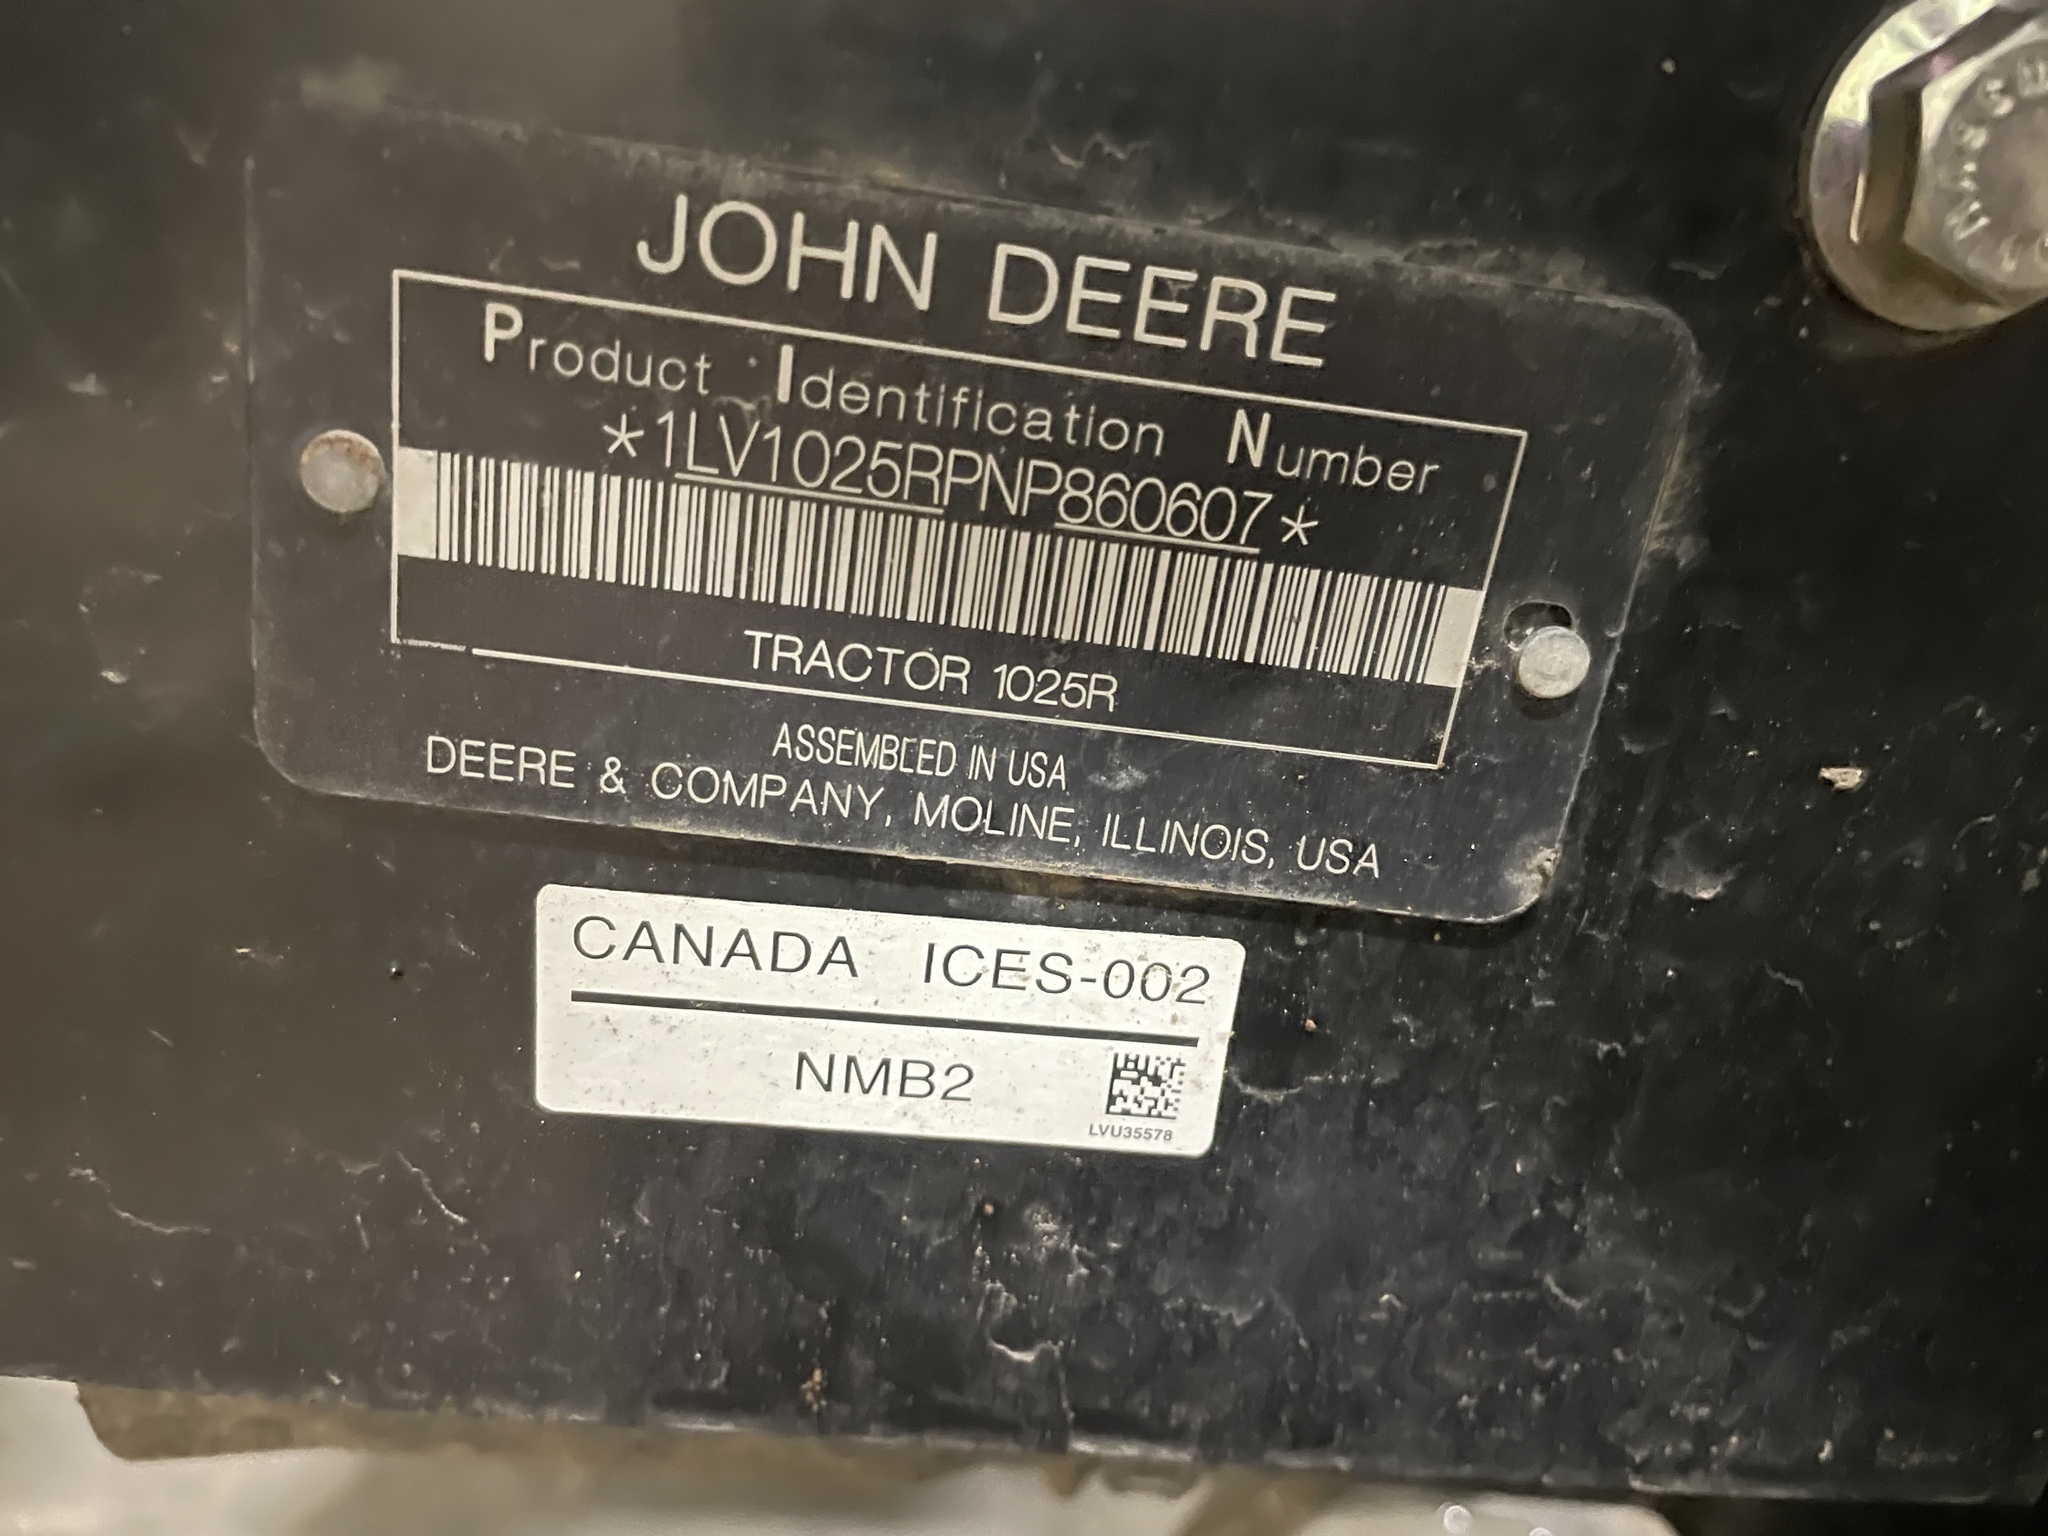 JOHN DEERE
Product Identification Number
*1LV1025RPNP860607*
TRACTOR 1025R
ASSEMBLED IN USA
DEERE & COMPANY, MOLINE, ILLINOIS, USA
CANADA ICES-002
NMB2
LVU35578